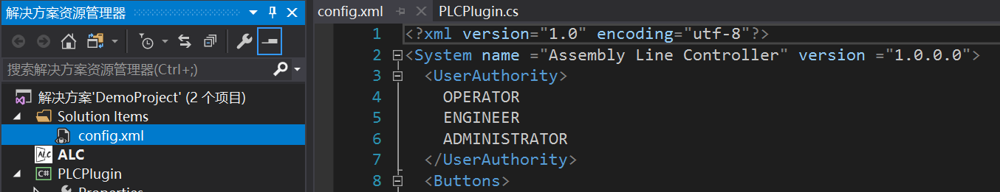 解决方案资源管理器
搜索解决方案资源管理器(Ctrl+;)
解决方案'DemoProject' (2 个项目)
Solution Items
config.xml
ALC ALC
C# PLCPlugin
Properties
config.xml PLCPlugin.cs
1 <?xml version="1.0" encoding="utf-8"?>
2 <System name ="Assembly Line Controller" version ="1.0.0.0">
3 <UserAuthority>
4 OPERATOR
5 ENGINEER
6 ADMINISTRATOR
7 </UserAuthority>
8 <Buttons>